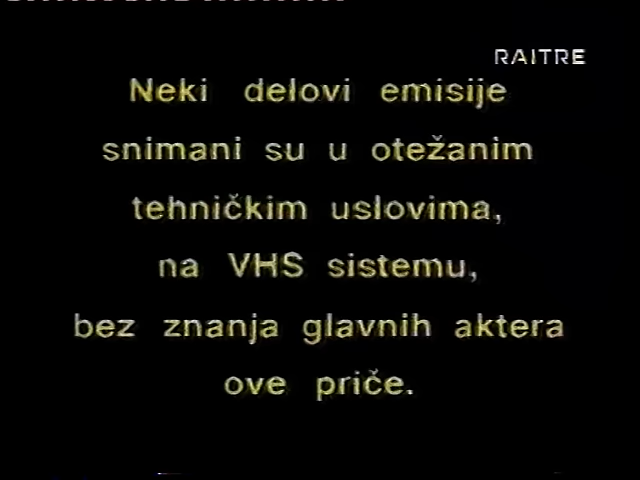 RAITRE
Neki delovi emisije
snimani su u otežanim
tehničkim uslovima,
na VHS sistemu,
bez znanja glavnih aktera
ove priče.